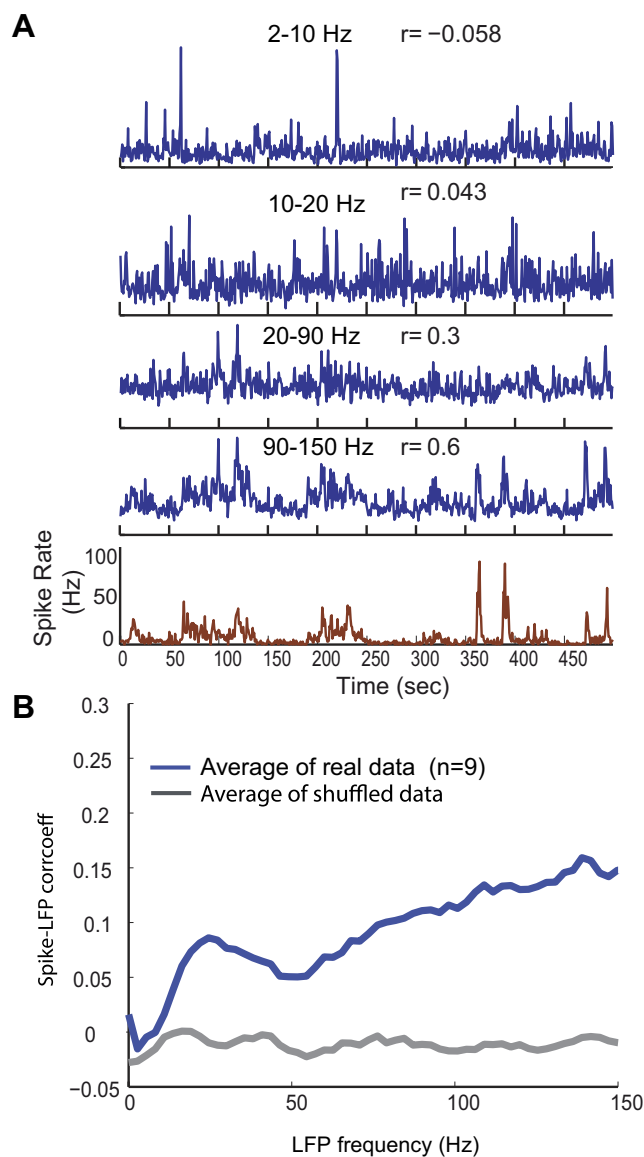 A
2-10 Hz r= −0.058
10-20 Hz r= 0.043
20-90 Hz r= 0.3
90-150 Hz r= 0.6
Spike Rate
(Hz)
100
50
0
0 50 100 150 200 250 300 350 400 450
Time (sec)
B
0.3
0.25
0.2
0.15
0.1
0.05
0
−0.05
Spike-LFP corrcoeff
Average of real data (n=9)
Average of shuffled data
0 50 100 150
LFP frequency (Hz)